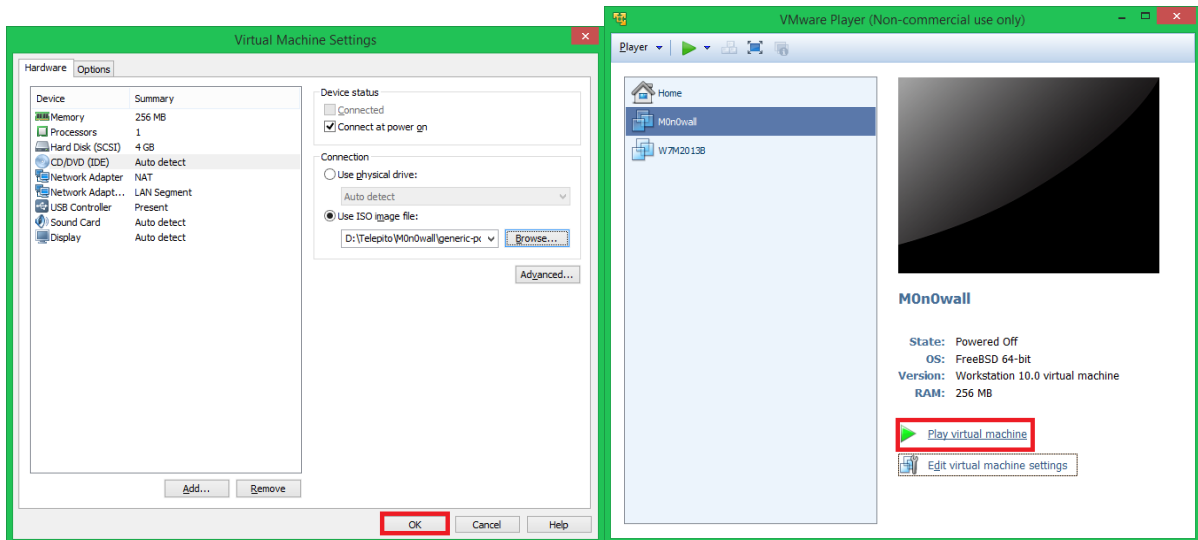 Virtual Machine Settings
Hardware Options
Device Summary
Memory 256 MB
Processors 1
Hard Disk (SCSI) 4 GB
CD/DVD (IDE) Auto detect
Network Adapter NAT
Network Adapt... LAN Segment
USB Controller Present
Sound Card Auto detect
Display Auto detect
Add... Remove
Device status
Connected
Connect at power on
Connection
Use physical drive:
Auto detect
Use ISO image file:
D:\Telepito\M0n0wall\generic-pc Browse...
Advanced...
OK Cancel Help
VMware Player (Non-commercial use only)
Player
Home
M0n0wall
W7M2013B
M0n0wall
State: Powered Off
OS: FreeBSD 64-bit
Version: Workstation 10.0 virtual machine
RAM: 256 MB
Play virtual machine
Edit virtual machine settings